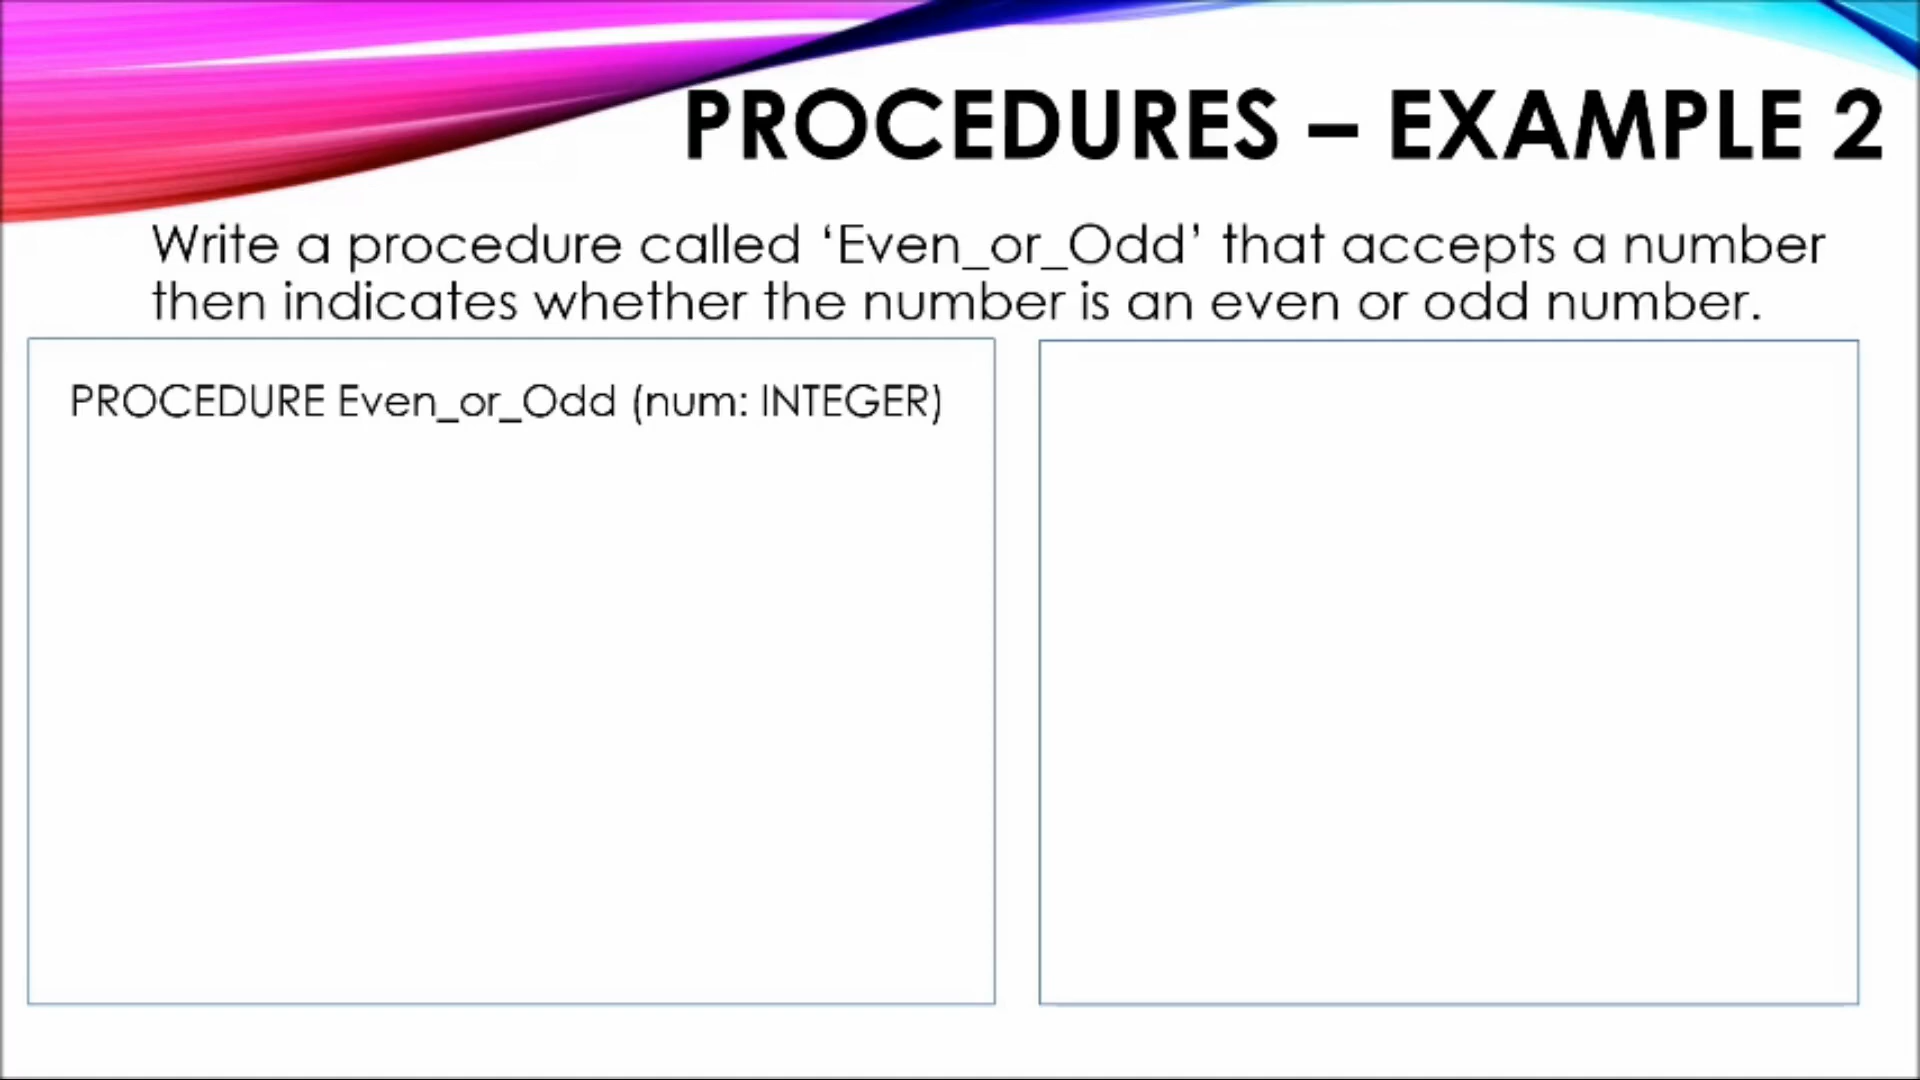 PROCEDURES – EXAMPLE 2
Write a procedure called ‘Even_or_Odd’ that accepts a number
then indicates whether the number is an even or odd number.
PROCEDURE Even_or_Odd (num: INTEGER)